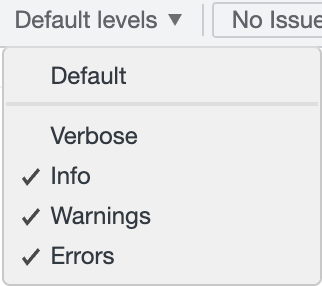 Default levels ▼ No Issue
Default
Verbose
✓ Info
✓ Warnings
✓ Errors